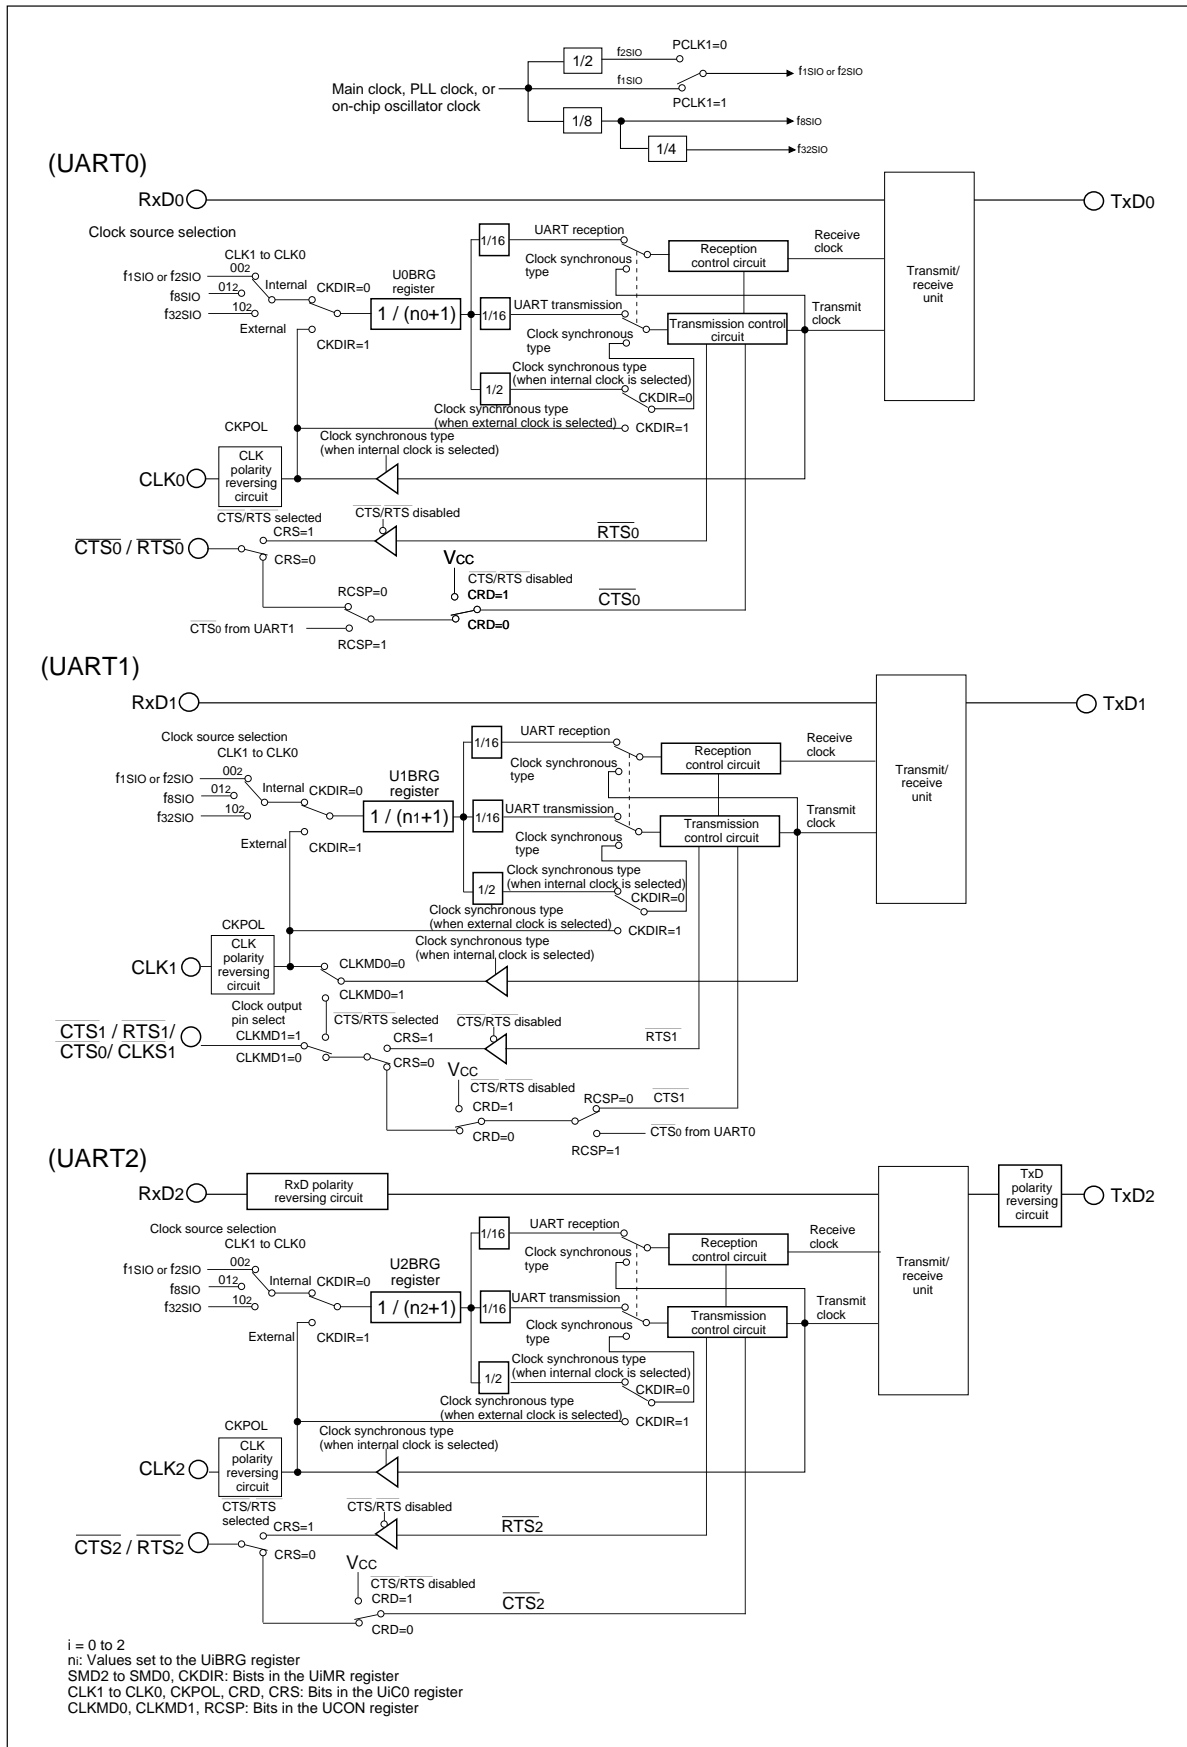 1/2
f2SIO
PCLK1=0
f1SIO
f1SIO or f2SIO
Main clock, PLL clock, or
on-chip oscillator clock
PCLK1=1
1/8
f8SIO
1/4
f32SIO
(UART0)
RxD0
TxD0
Clock source selection
CLK1 to CLK0
002
f1SIO or f2SIO
012
f8SIO
102
f32SIO
Internal
CKDIR=0
External
CKDIR=1
U0BRG
register
1 / (n0+1)
1/16
UART reception
Clock synchronous
type
Reception
control circuit
Receive
clock
Transmit/
receive
unit
1/16
UART transmission
Clock synchronous
type
Transmission control
circuit
Transmit
clock
1/2
Clock synchronous type
(when internal clock is selected)
CKDIR=0
Clock synchronous type
(when external clock is selected)
CKDIR=1
CKPOL
CLK
polarity
reversing
circuit
CLK0
Clock synchronous type
(when internal clock is selected)
CTS/RTS selected
CTS/RTS disabled
CTS0 / RTS0
CRS=1
CRS=0
RTS0
VCC
CTS/RTS disabled
RCSP=0
CRD=1
CTS0
CTS0 from UART1
CRD=0
RCSP=1
(UART1)
RxD1
TxD1
Clock source selection
CLK1 to CLK0
002
f1SIO or f2SIO
012
f8SIO
102
f32SIO
Internal
CKDIR=0
External
CKDIR=1
U1BRG
register
1 / (n1+1)
1/16
UART reception
Clock synchronous
type
Reception
control circuit
Receive
clock
Transmit/
receive
unit
1/16
UART transmission
Clock synchronous
type
Transmission
control circuit
Transmit
clock
1/2
Clock synchronous type
(when internal clock is selected)
CKDIR=0
Clock synchronous type
(when external clock is selected)
CKDIR=1
CKPOL
CLK
polarity
reversing
circuit
CLK1
Clock synchronous type
(when internal clock is selected)
CLKMD0=0
CLKMD0=1
Clock output
pin select
CTS1 / RTS1/
CTS0/ CLKS1
CTS/RTS selected
CTS/RTS disabled
CLKMD1=1
CLKMD1=0
CRS=1
CRS=0
RTS1
VCC
CTS/RTS disabled
CRD=1
CRD=0
RCSP=0
CTS1
CTS0 from UART0
RCSP=1
(UART2)
RxD2
RxD polarity
reversing circuit
TxD
polarity
reversing
circuit
TxD2
Clock source selection
CLK1 to CLK0
002
f1SIO or f2SIO
012
f8SIO
102
f32SIO
Internal
CKDIR=0
External
CKDIR=1
U2BRG
register
1 / (n2+1)
1/16
UART reception
Clock synchronous
type
Reception
control circuit
Receive
clock
Transmit/
receive
unit
1/16
UART transmission
Clock synchronous
type
Transmission
control circuit
Transmit
clock
1/2
Clock synchronous type
(when internal clock is selected)
CKDIR=0
Clock synchronous type
(when external clock is selected)
CKDIR=1
CKPOL
CLK
polarity
reversing
circuit
CLK2
Clock synchronous type
(when internal clock is selected)
CTS/RTS
selected
CTS/RTS disabled
CTS2 / RTS2
CRS=1
CRS=0
RTS2
VCC
CTS/RTS disabled
CRD=1
CRD=0
CTS2
i = 0 to 2
ni: Values set to the UiBRG register
SMD2 to SMD0, CKDIR: Bists in the UiMR register
CLK1 to CLK0, CKPOL, CRD, CRS: Bits in the UiC0 register
CLKMD0, CLKMD1, RCSP: Bits in the UCON register